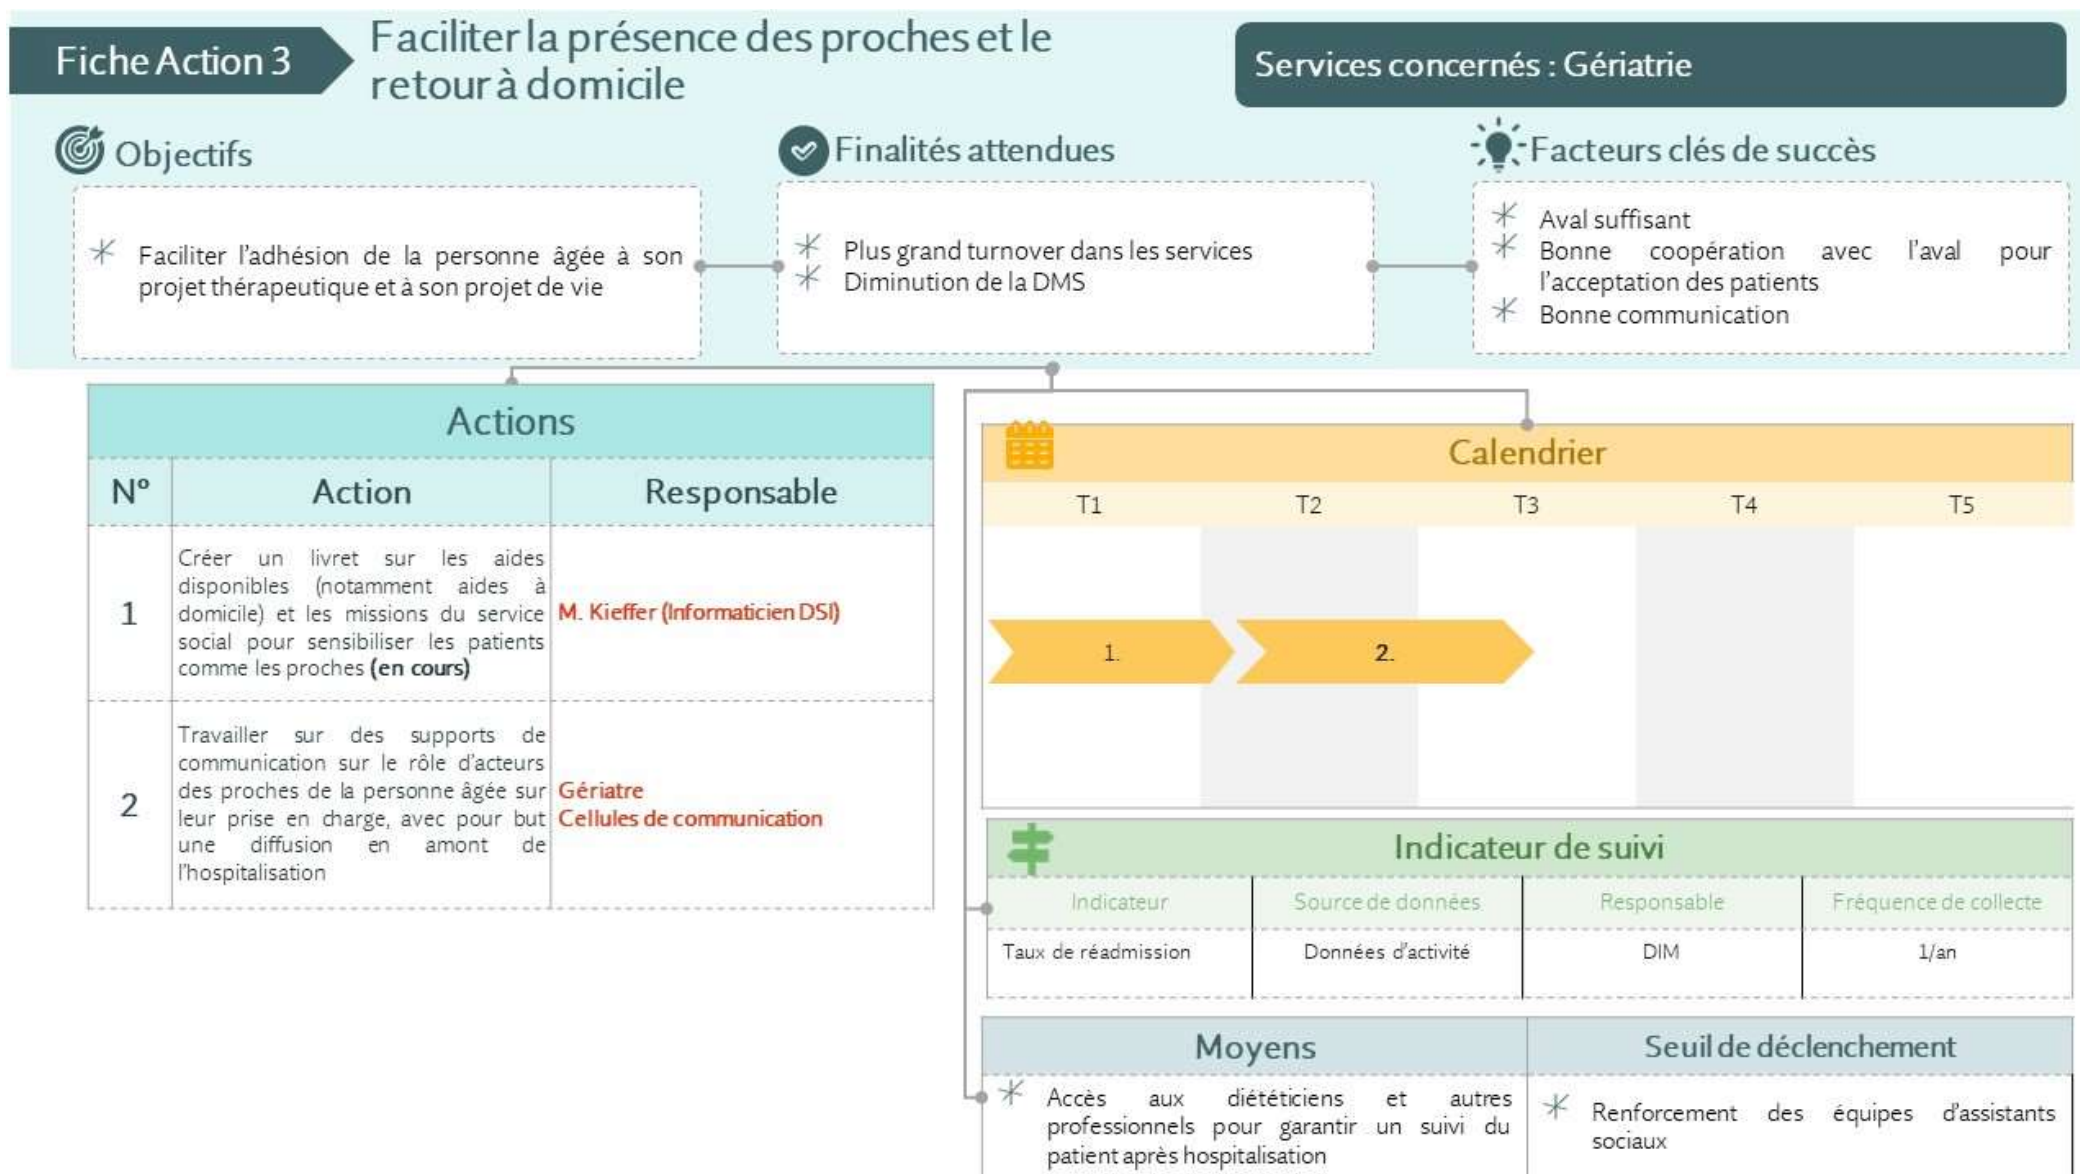 Fiche Action 3
Faciliter la présence des proches et le
retour à domicile
Services concernés : Gériatrie
Objectifs
Faciliter l'adhésion de la personne âgée à son
projet thérapeutique et à son projet de vie
Finalités attendues
Plus grand turnover dans les services
Diminution de la DMS
Facteurs clés de succès
Aval suffisant
Bonne coopération avec l'aval pour
l'acceptation des patients
Bonne communication
Actions
N° Action Responsable
1
Créer un livret sur les aides
disponibles (notamment aides à
domicile) et les missions du service
social pour sensibiliser les patients
comme les proches (en cours)
M. Kieffer (Informaticien DSI)
2
Travailler sur des supports de
communication sur le rôle d'acteurs
des proches de la personne âgée sur
leur prise en charge, avec pour but
une diffusion en amont de
l'hospitalisation
Gériatre
Cellules de communication
Calendrier
T1 T2 T3 T4 T5
1. 2.
Indicateur de suivi
Indicateur Source de données Responsable Fréquence de collecte
Taux de réadmission Données d'activité DIM 1/an
Moyens
Accès aux diététiciens et autres
professionnels pour garantir un suivi du
patient après hospitalisation
Seuil de déclenchement
Renforcement des équipes d'assistants
sociaux